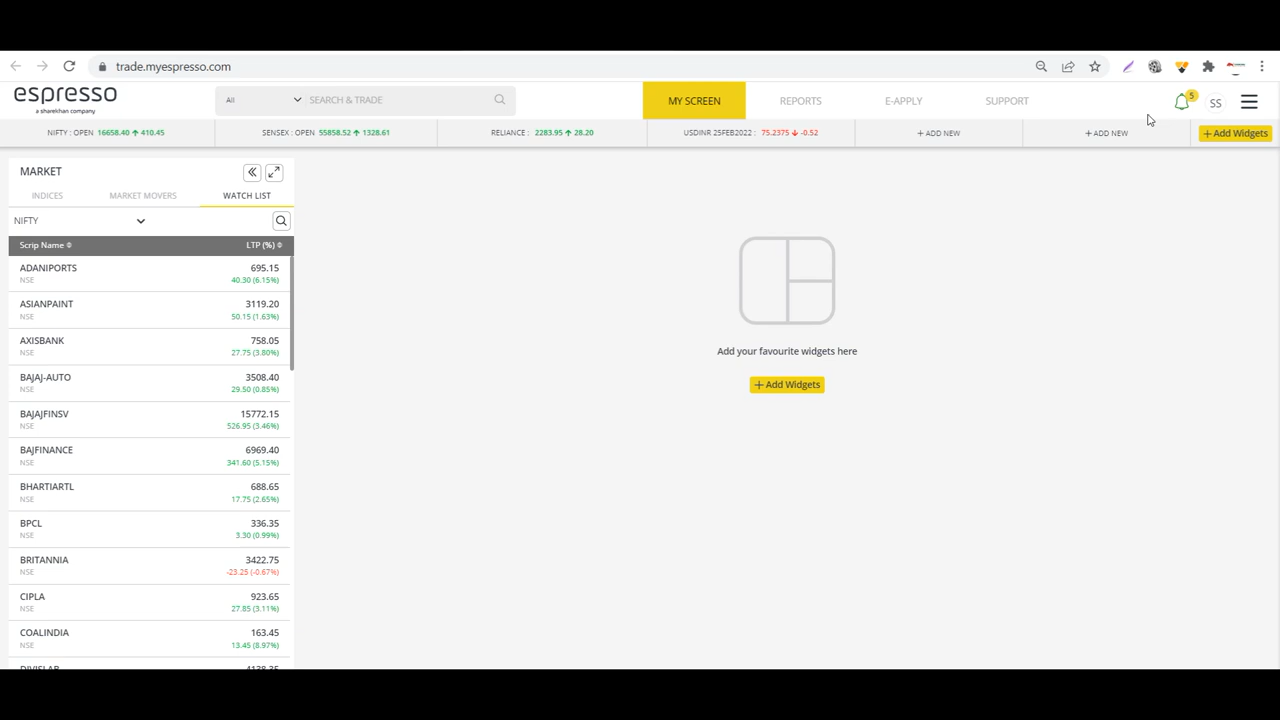 trade.myespresso.com
espresso
a sharekhan company
All
SEARCH & TRADE
MY SCREEN
REPORTS
E-APPLY
SUPPORT
5
SS
NIFTY : OPEN 16658.40 ↑ 410.45
SENSEX : OPEN 55858.52 ↑ 1328.61
RELIANCE : 2283.95 ↑ 28.20
USDINR 25FEB2022 : 75.2375 ↓ -0.52
+ ADD NEW
+ ADD NEW
+ Add Widgets
MARKET
INDICES
MARKET MOVERS
WATCH LIST
NIFTY
Scrip Name LTP (%)
ADANIPORTS 695.15
NSE 40.30 (6.15%)
ASIANPAINT 3119.20
NSE 50.15 (1.63%)
AXISBANK 758.05
NSE 27.75 (3.80%)
BAJAJ-AUTO 3508.40
NSE 29.50 (0.85%)
BAJAJFINSV 15772.15
NSE 526.95 (3.46%)
BAJFINANCE 6969.40
NSE 341.60 (5.15%)
BHARTIARTL 688.65
NSE 17.75 (2.65%)
BPCL 336.35
NSE 3.30 (0.99%)
BRITANNIA 3422.75
NSE -23.25 (-0.67%)
CIPLA 923.65
NSE 27.85 (3.11%)
COALINDIA 163.45
NSE 13.45 (8.97%)
Add your favourite widgets here
+ Add Widgets